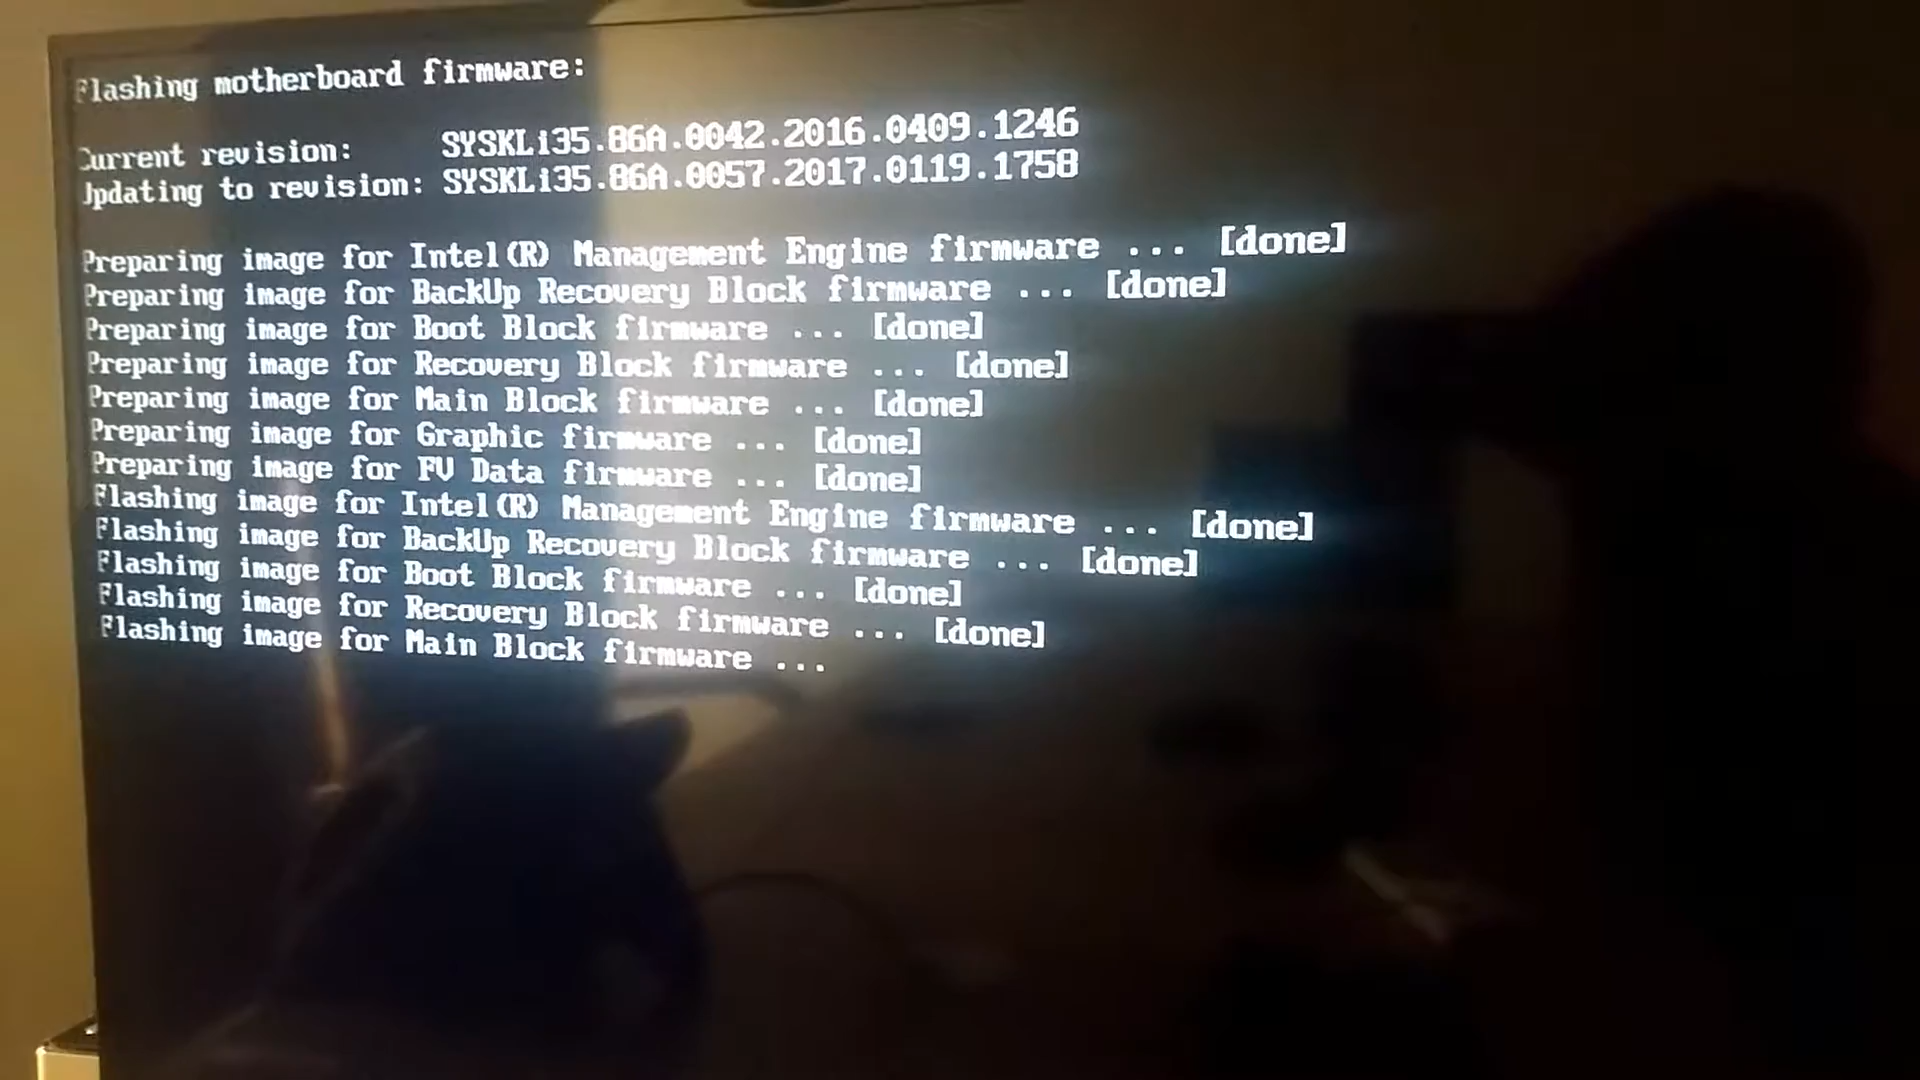 Flashing motherboard firmware:
Current revision: SYSKLi35.86A.0042.2016.0409.1246
Updating to revision: SYSKLi35.86A.0057.2017.0119.1758
Preparing image for Intel(R) Management Engine firmware ... [done]
Preparing image for BackUp Recovery Block firmware ... [done]
Preparing image for Boot Block firmware ... [done]
Preparing image for Recovery Block firmware ... [done]
Preparing image for Main Block firmware ... [done]
Preparing image for Graphic firmware ... [done]
Preparing image for FV Data firmware ... [done]
Flashing image for Intel(R) Management Engine firmware ... [done]
Flashing image for BackUp Recovery Block firmware ... [done]
Flashing image for Boot Block firmware ... [done]
Flashing image for Recovery Block firmware ... [done]
Flashing image for Main Block firmware ...